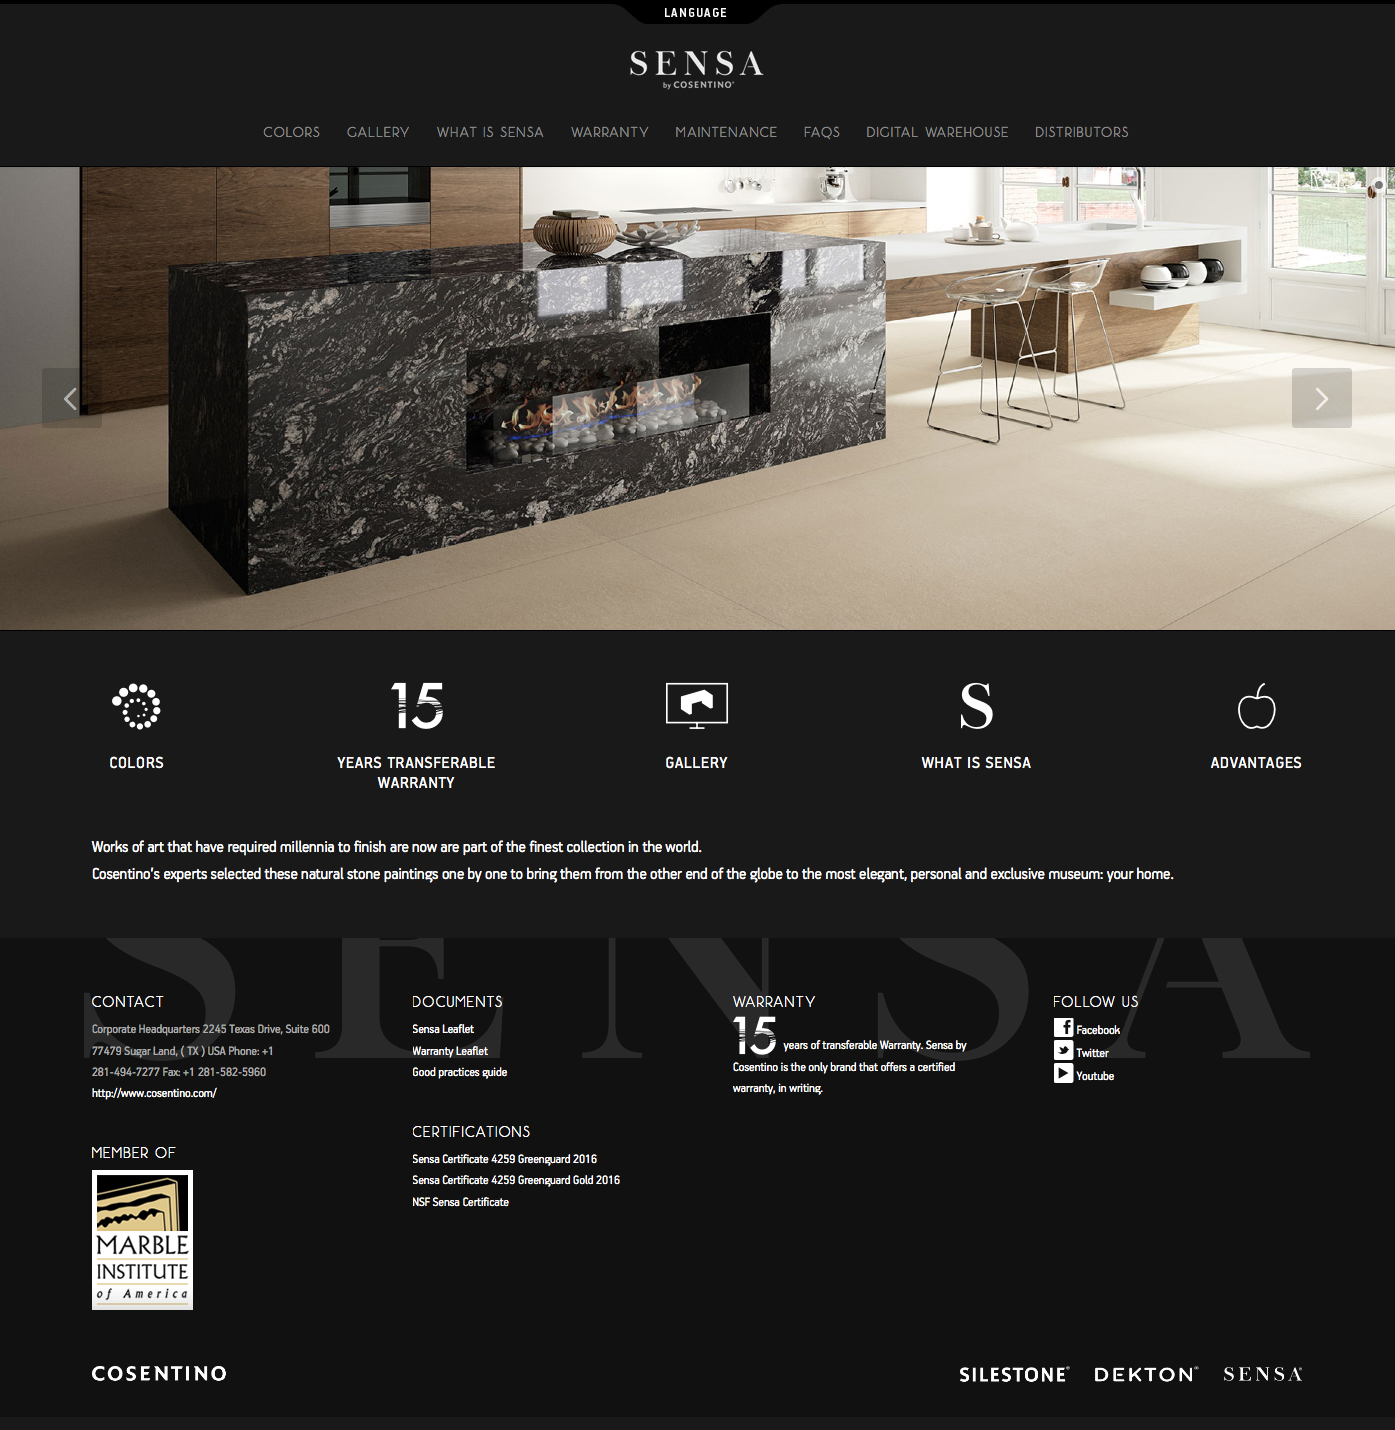 LANGUAGE
SENSA
by COSENTINO®
COLORS GALLERY WHAT IS SENSA WARRANTY MAINTENANCE FAQS DIGITAL WAREHOUSE DISTRIBUTORS
15
COLORS
YEARS TRANSFERABLE
WARRANTY
GALLERY
S
WHAT IS SENSA
ADVANTAGES
Works of art that have required millennia to finish are now are part of the finest collection in the world.
Cosentino's experts selected these natural stone paintings one by one to bring them from the other end of the globe to the most elegant, personal and exclusive museum: your home.
SENSA
CONTACT
Corporate Headquarters 2245 Texas Drive, Suite 600
77479 Sugar Land, ( TX ) USA Phone: +1
281-494-7277 Fax: +1 281-582-5960
http://www.cosentino.com/
MEMBER OF
MARBLE
INSTITUTE
of America
DOCUMENTS
Sensa Leaflet
Warranty Leaflet
Good practices guide
CERTIFICATIONS
Sensa Certificate 4259 Greenguard 2016
Sensa Certificate 4259 Greenguard Gold 2016
NSF Sensa Certificate
WARRANTY
15 years of transferable Warranty. Sensa by
Cosentino is the only brand that offers a certified
warranty, in writing.
FOLLOW US
Facebook
Twitter
Youtube
COSENTINO
SILESTONE® DEKTON® SENSA®